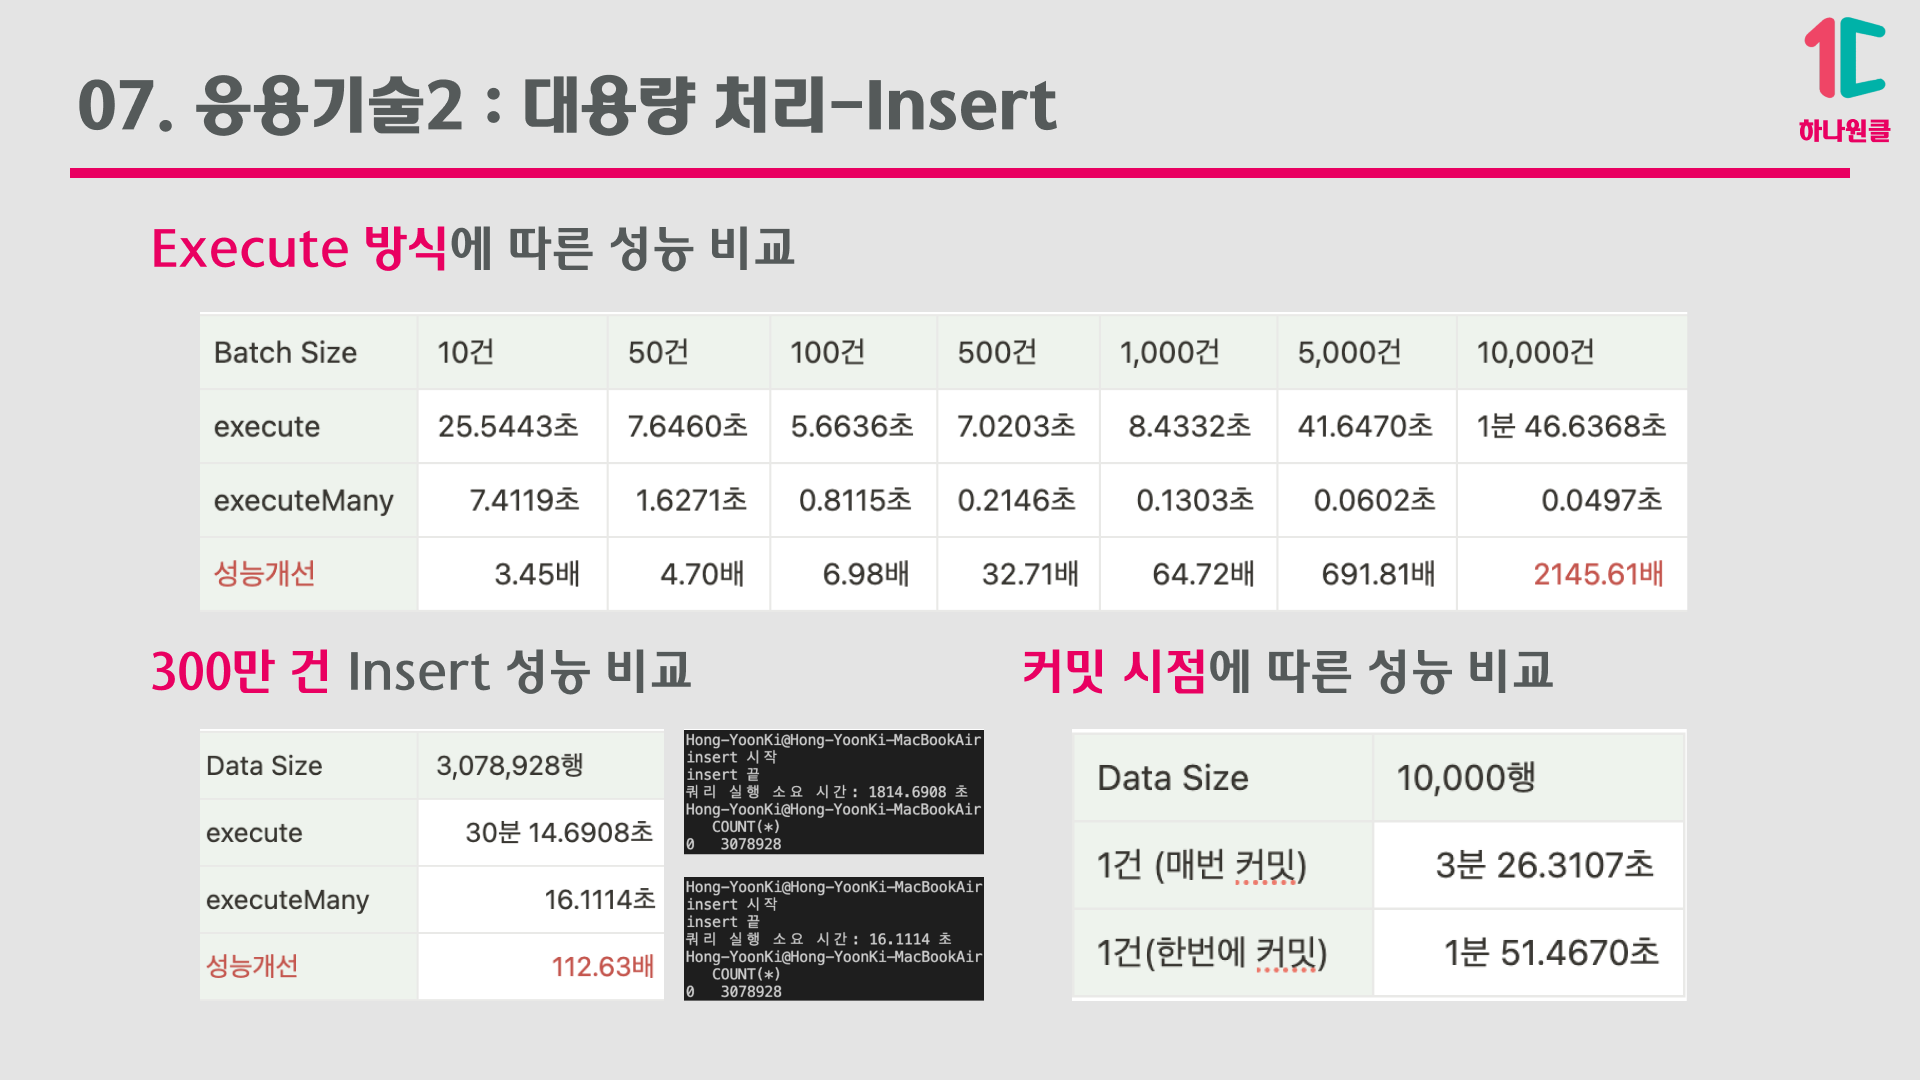 07. 응용기술2 : 대용량 처리-Insert
하나원클
Execute 방식에 따른 성능 비교
Batch Size 10건 50건 100건 500건 1,000건 5,000건 10,000건
execute 25.5443초 7.6460초 5.6636초 7.0203초 8.4332초 41.6470초 1분 46.6368초
executeMany 7.4119초 1.6271초 0.8115초 0.2146초 0.1303초 0.0602초 0.0497초
성능개선 3.45배 4.70배 6.98배 32.71배 64.72배 691.81배 2145.61배
300만 건 Insert 성능 비교
Data Size 3,078,928행
execute 30분 14.6908초
executeMany 16.1114초
성능개선 112.63배
Hong-YoonKi@Hong-YoonKi-MacBookAir
insert 시작
insert 끝
쿼리 실행 소요 시간: 1814.6908 초
Hong-YoonKi@Hong-YoonKi-MacBookAir
COUNT(*)
0 3078928
Hong-YoonKi@Hong-YoonKi-MacBookAir
insert 시작
insert 끝
쿼리 실행 소요 시간: 16.1114 초
Hong-YoonKi@Hong-YoonKi-MacBookAir
COUNT(*)
0 3078928
커밋 시점에 따른 성능 비교
Data Size 10,000행
1건 (매번 커밋) 3분 26.3107초
1건(한번에 커밋) 1분 51.4670초